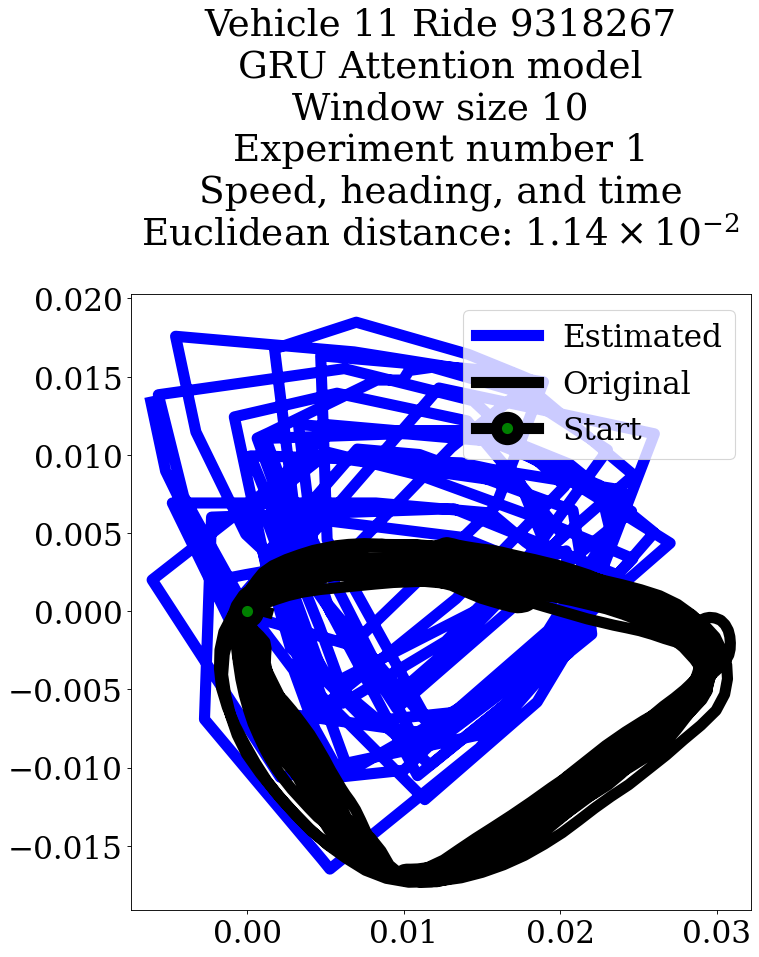 Vehicle 11 Ride 9318267
GRU Attention model
Window size 10
Experiment number 1
Speed, heading, and time
Euclidean distance: 1.14 × 10⁻²
Estimated
Original
Start
0.020
0.015
0.010
0.005
0.000
−0.005
−0.010
−0.015
0.00 0.01 0.02 0.03